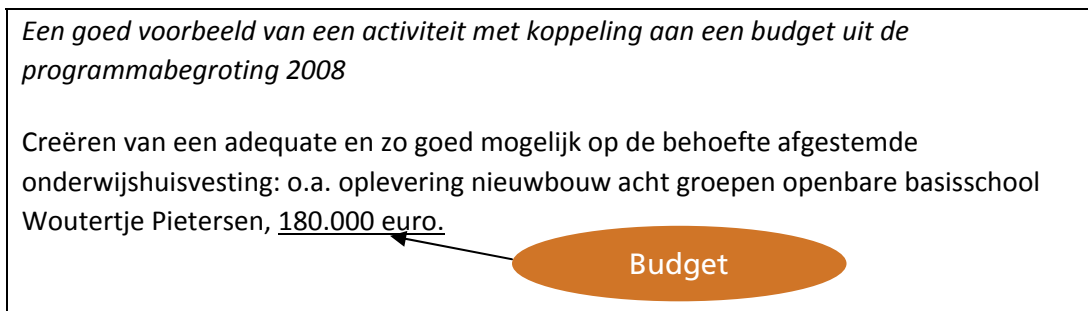 Een goed voorbeeld van een activiteit met koppeling aan een budget uit de
programmabegroting 2008
Creëren van een adequate en zo goed mogelijk op de behoefte afgestemde
onderwijshuisvesting: o.a. oplevering nieuwbouw acht groepen openbare basisschool
Woutertje Pietersen, 180.000 euro.
Budget